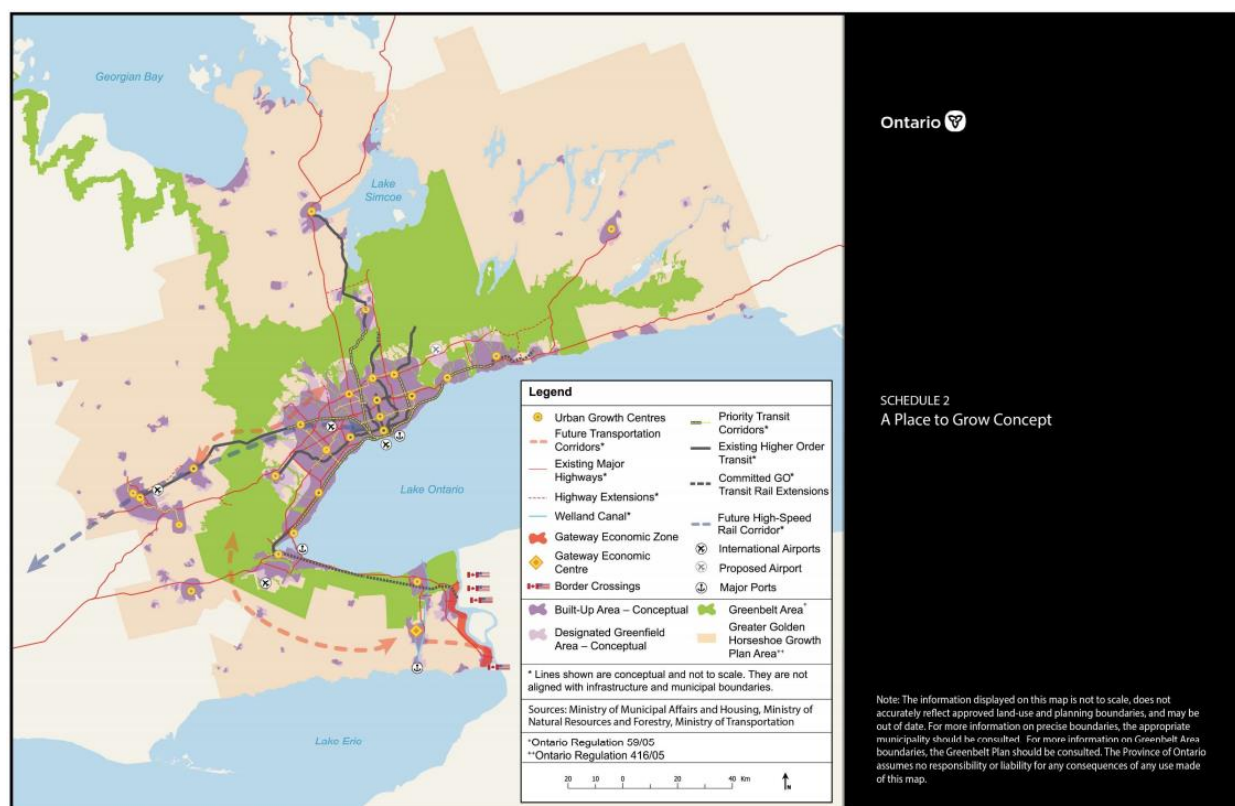 Georgian Bay
Lake
Simcoe
Lake Ontario
Lake Erie
Legend
Urban Growth Centres
Future Transportation
Corridors*
Existing Major
Highways*
Highway Extensions*
Welland Canal*
Gateway Economic Zone
Gateway Economic
Centre
Border Crossings
Priority Transit
Corridors*
Existing Higher Order
Transit*
Committed GO*
Transit Rail Extensions
Future High-Speed
Rail Corridor*
International Airports
Proposed Airport
Major Ports
Built-Up Area – Conceptual
Designated Greenfield
Area – Conceptual
Greenbelt Area+
Greater Golden
Horseshoe Growth
Plan Area++
* Lines shown are conceptual and not to scale. They are not
aligned with infrastructure and municipal boundaries.
Sources: Ministry of Municipal Affairs and Housing, Ministry of
Natural Resources and Forestry, Ministry of Transportation
+Ontario Regulation 59/05
++Ontario Regulation 416/05
20 10 0 20 40 Km
N
Ontario
SCHEDULE 2
A Place to Grow Concept
Note: The information displayed on this map is not to scale, does not
accurately reflect approved land-use and planning boundaries, and may be
out of date. For more information on precise boundaries, the appropriate
municipality should be consulted. For more information on Greenbelt Area
boundaries, the Greenbelt Plan should be consulted. The Province of Ontario
assumes no responsibility or liability for any consequences of any use made
of this map.